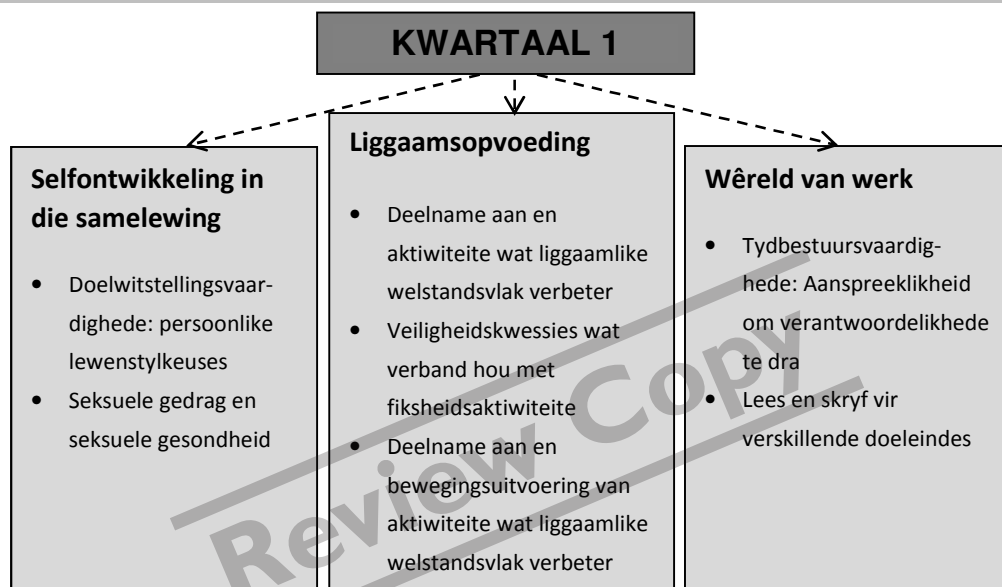 KWARTAAL 1
Selfontwikkeling in
die samelewing
• Doelwitstellingsvaar-
dighede: persoonlike
lewenstylkeuses
• Seksuele gedrag en
seksuele gesondheid
Liggaamsopvoeding
• Deelname aan en
aktiwiteite wat liggaamlike
welstandsvlak verbeter
• Veiligheidskwessies wat
verband hou met
fiksheidsaktiwiteite
• Deelname aan en
bewegingsuitvoering van
aktiwiteite wat liggaamlike
welstandsvlak verbeter
Wêreld van werk
• Tydbestuursvaardig-
hede: Aanspreeklikheid
om verantwoordelikhede
te dra
• Lees en skryf vir
verskillende doeleindes
Review Copy